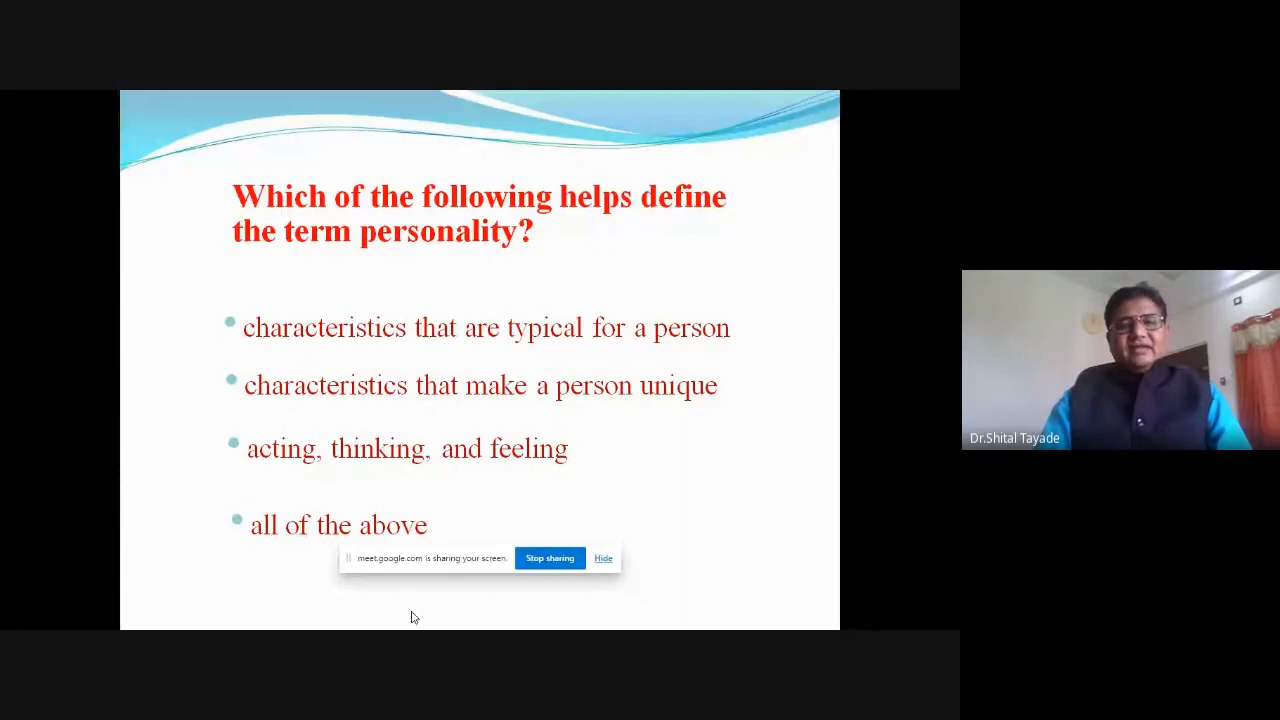 Which of the following helps define
the term personality?
characteristics that are typical for a person
characteristics that make a person unique
acting, thinking, and feeling
all of the above
meet.google.com is sharing your screen.
Stop sharing
Hide
Dr.Shital Tayade